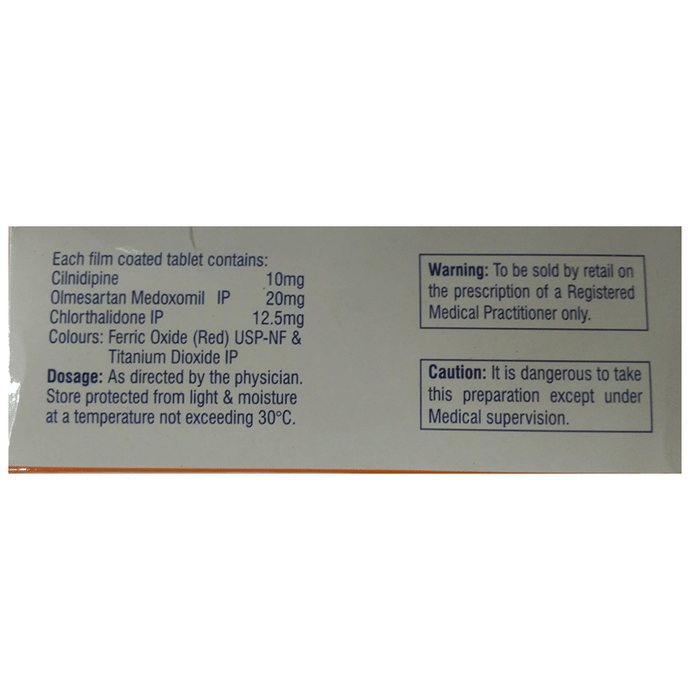 Each film coated tablet contains:
Cilnidipine 10mg
Olmesartan Medoxomil IP 20mg
Chlorthalidone IP 12.5mg
Colours: Ferric Oxide (Red) USP-NF &
Titanium Dioxide IP
Dosage: As directed by the physician.
Store protected from light & moisture
at a temperature not exceeding 30°C.
Warning: To be sold by retail on
the prescription of a Registered
Medical Practitioner only.
Caution: It is dangerous to take
this preparation except under
Medical supervision.